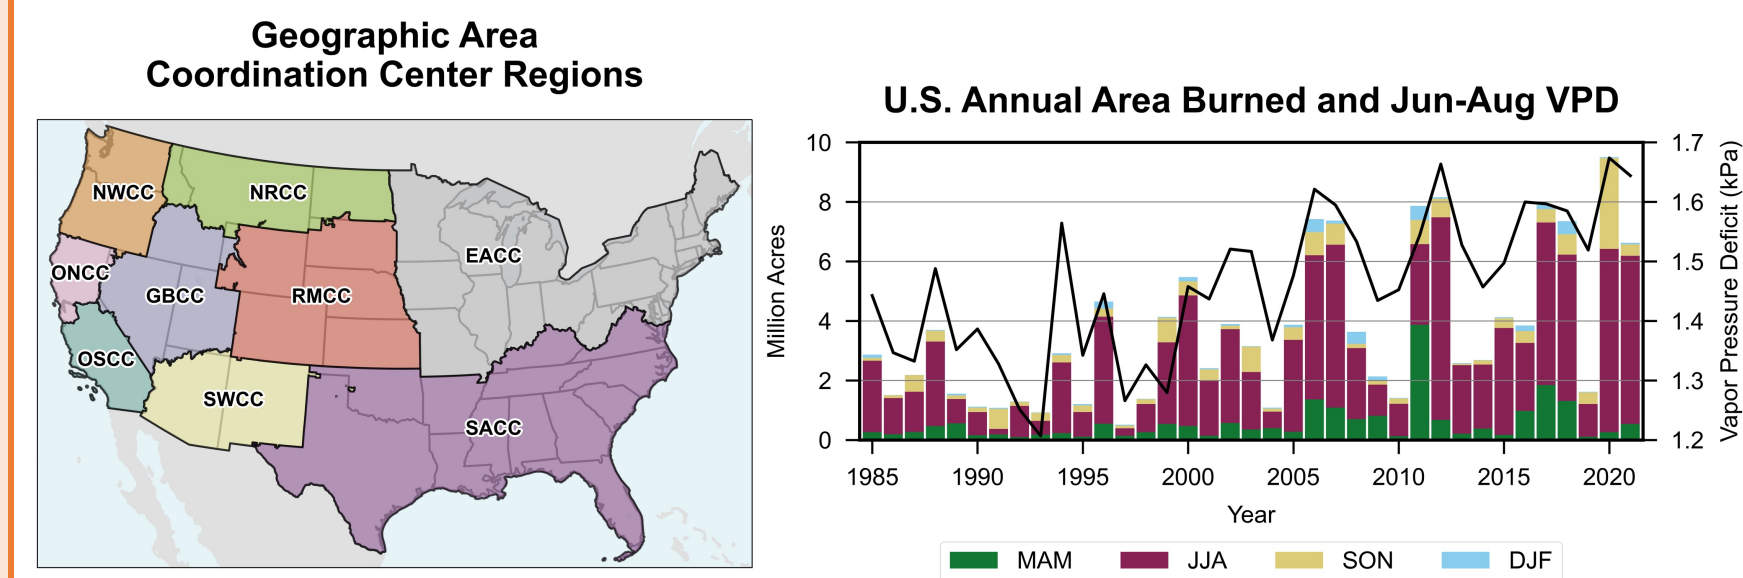 Geographic Area
Coordination Center Regions
NWCC
NRCC
ONCC
GBCC
RMCC
EACC
OSCC
SWCC
SACC
U.S. Annual Area Burned and Jun-Aug VPD
Million Acres
10
8
6
4
2
0
1.7
1.6
1.5
1.4
1.3
1.2
Vapor Pressure Deficit (kPa)
1985 1990 1995 2000 2005 2010 2015 2020
Year
MAM JJA SON DJF